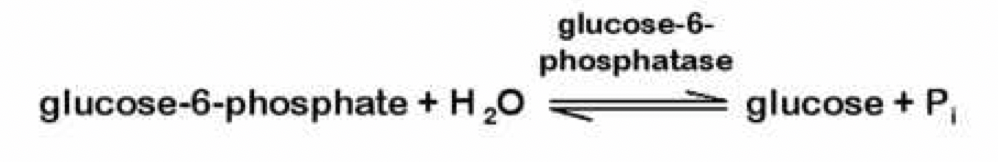 glucose-6-
phosphatase
glucose-6-phosphate + H₂O ⇌ glucose + Pᵢ